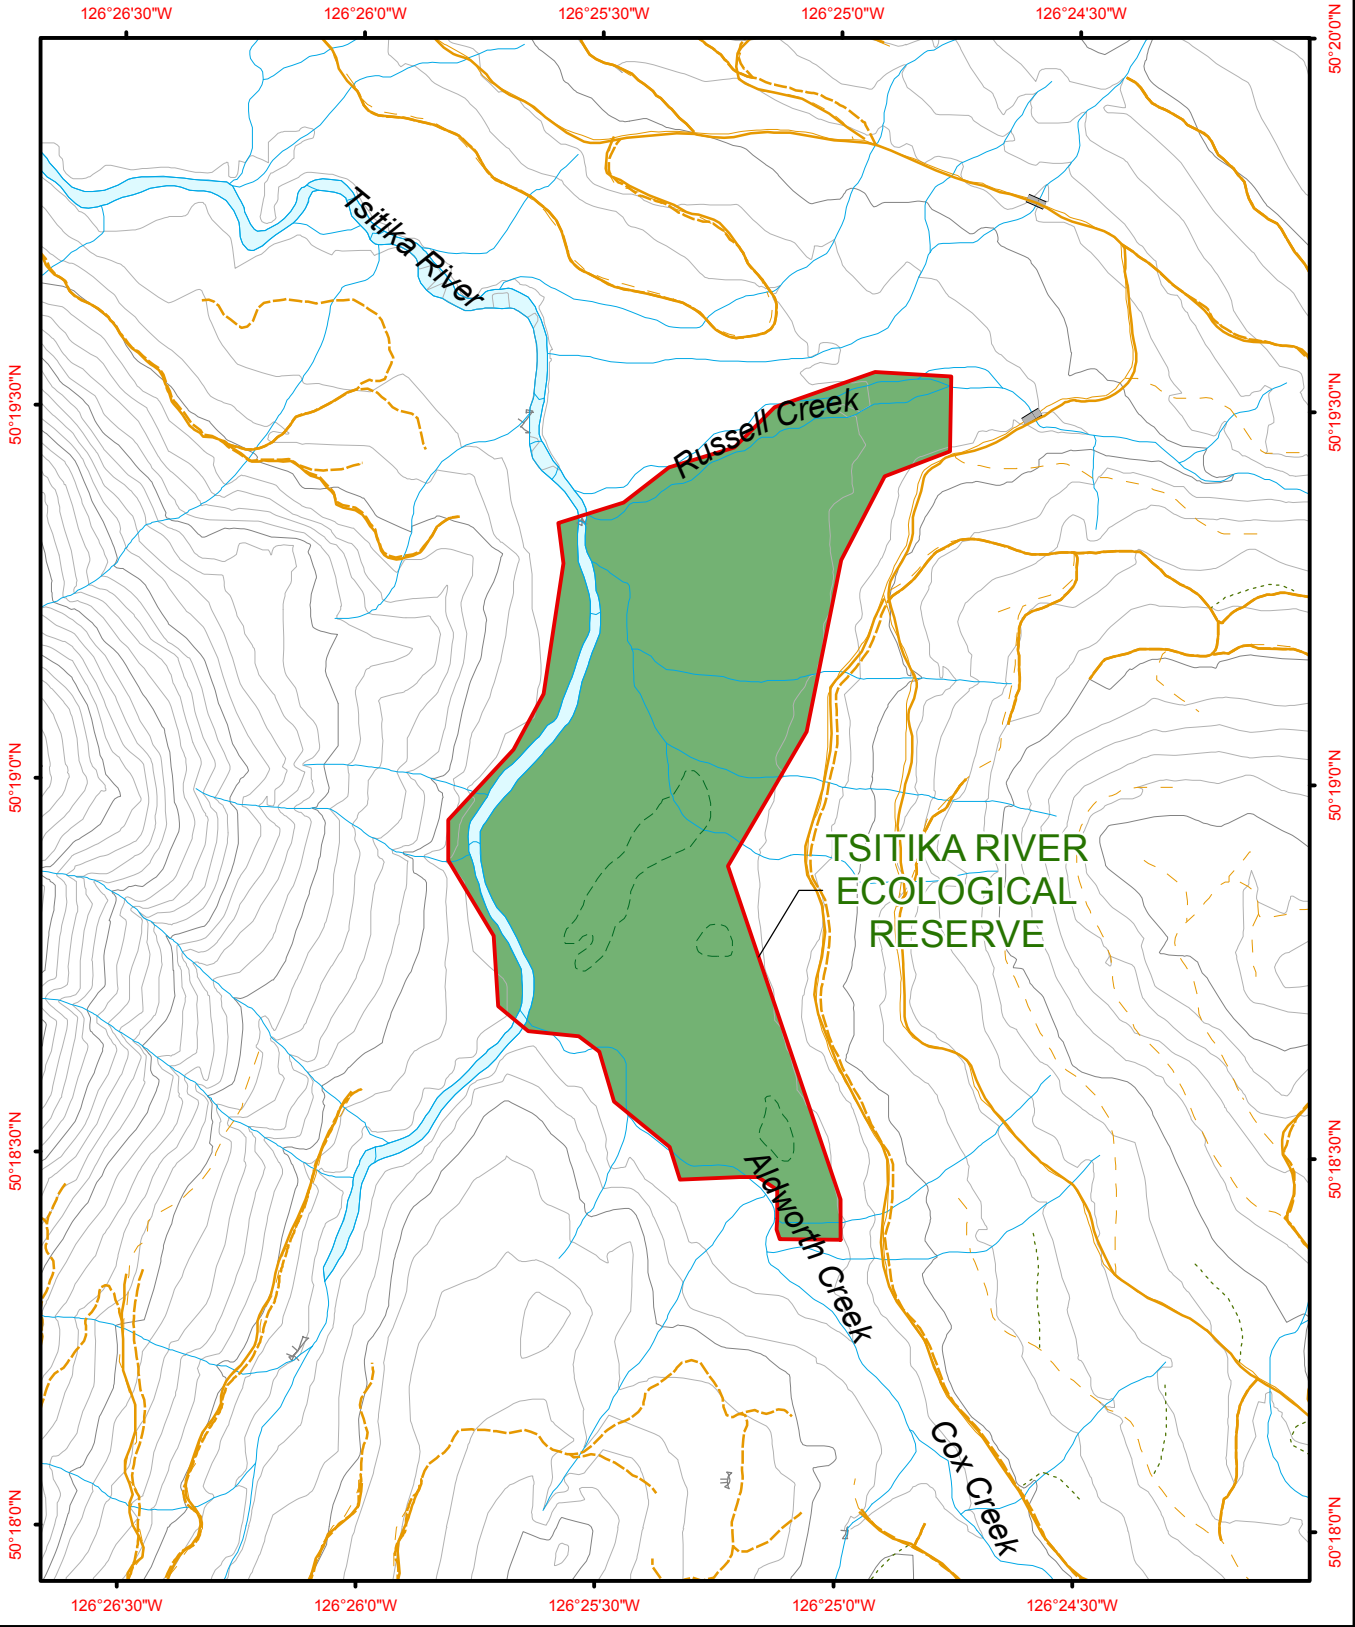 126°26'30"W
126°26'0"W
126°25'30"W
126°25'0"W
126°24'30"W
50°20'0"N
Tsitika River
50°19'30"N
50°19'30"N
Russell Creek
50°19'0"N
50°19'0"N
TSITIKA RIVER
ECOLOGICAL
RESERVE
50°18'30"N
50°18'30"N
Aldworth Creek
Cox Creek
50°18'0"N
50°18'0"N
126°26'30"W
126°26'0"W
126°25'30"W
126°25'0"W
126°24'30"W